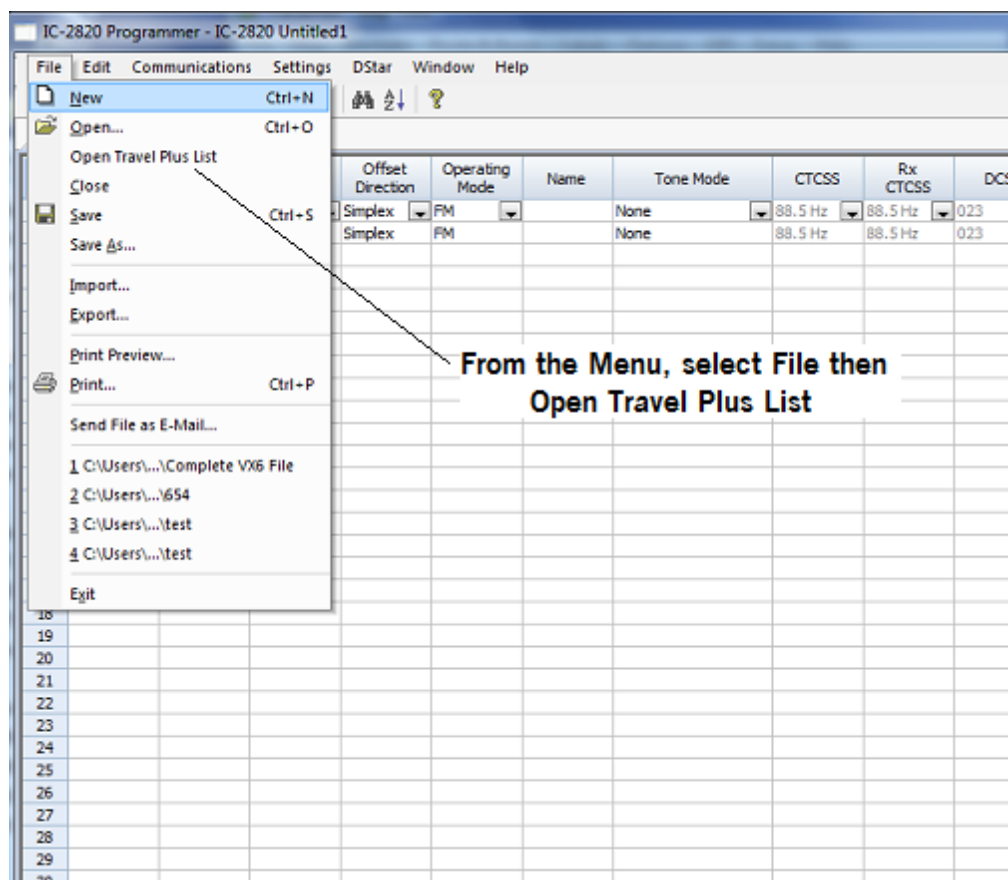 IC-2820 Programmer - IC-2820 Untitled1
File Edit Communications Settings DStar Window Help
New Ctrl+N
Open... Ctrl+O
Open Travel Plus List
Close
Save Ctrl+S
Save As...
Import...
Export...
Print Preview...
Print... Ctrl+P
Send File as E-Mail...
1 C:\Users\...\Complete VX6 File
2 C:\Users\...\654
3 C:\Users\...\test
4 C:\Users\...\test
Exit
Offset Operating Name Tone Mode CTCSS Rx DCS
Direction Mode CTCSS
Simplex FM None 88.5 Hz 88.5 Hz 023
Simplex FM None 88.5 Hz 88.5 Hz 023
From the Menu, select File then
Open Travel Plus List
18
19
20
21
22
23
24
25
26
27
28
29